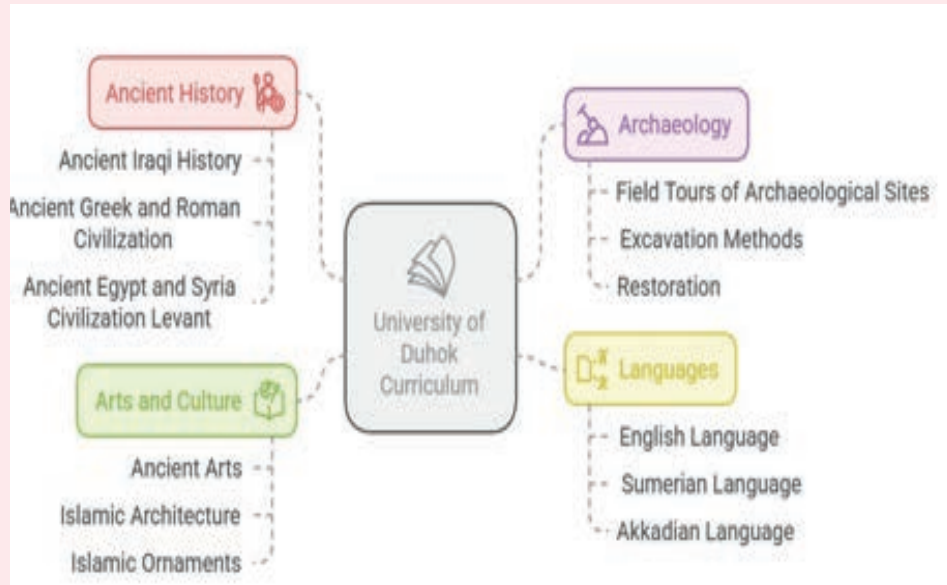 Ancient History
Ancient Iraqi History
Ancient Greek and Roman
Civilization
Ancient Egypt and Syria
Civilization Levant
Arts and Culture
Ancient Arts
Islamic Architecture
Islamic Ornaments
University of
Duhok
Curriculum
Archaeology
Field Tours of Archaeological Sites
Excavation Methods
Restoration
Languages
English Language
Sumerian Language
Akkadian Language